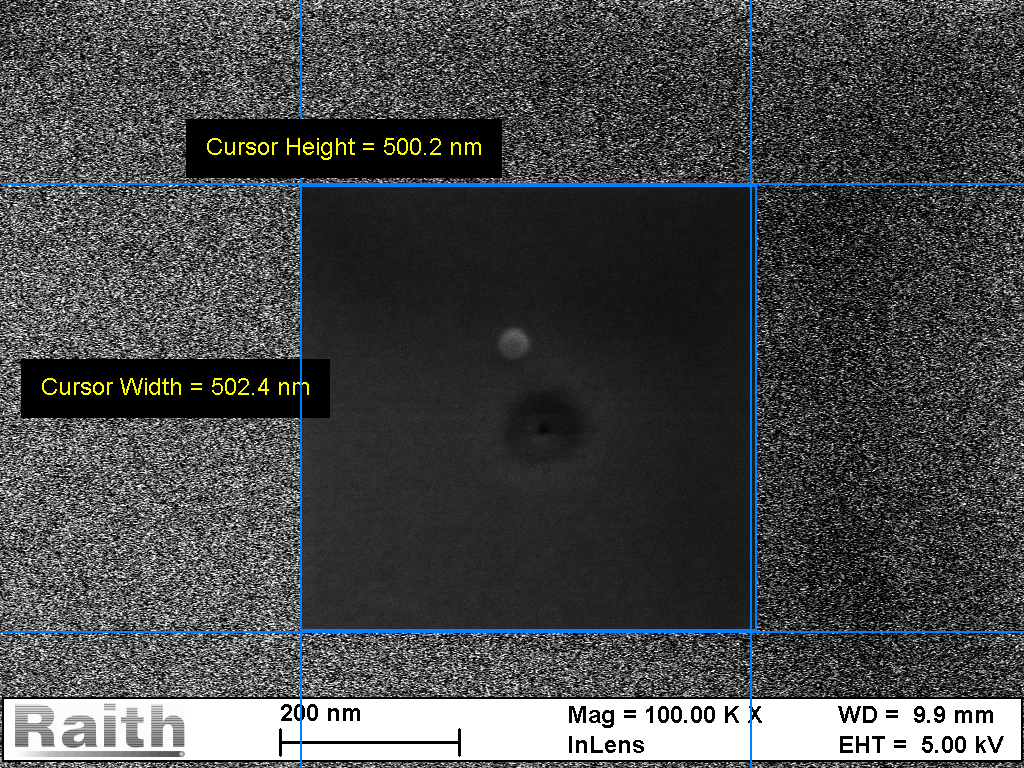 Cursor Height = 500.2 nm
Cursor Width = 502.4 nm
Raith
200 nm
Mag = 100.00 K X
InLens
WD = 9.9 mm
EHT = 5.00 kV